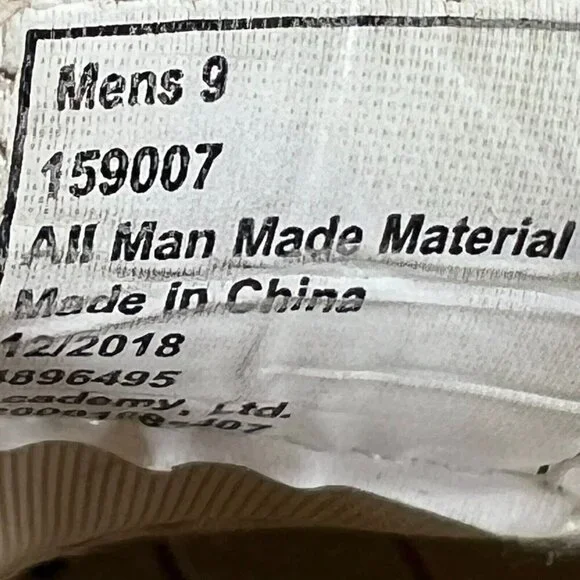 Mens 9
159007
All Man Made Material
Made in China
12/2018
896495
cademy, Ltd.